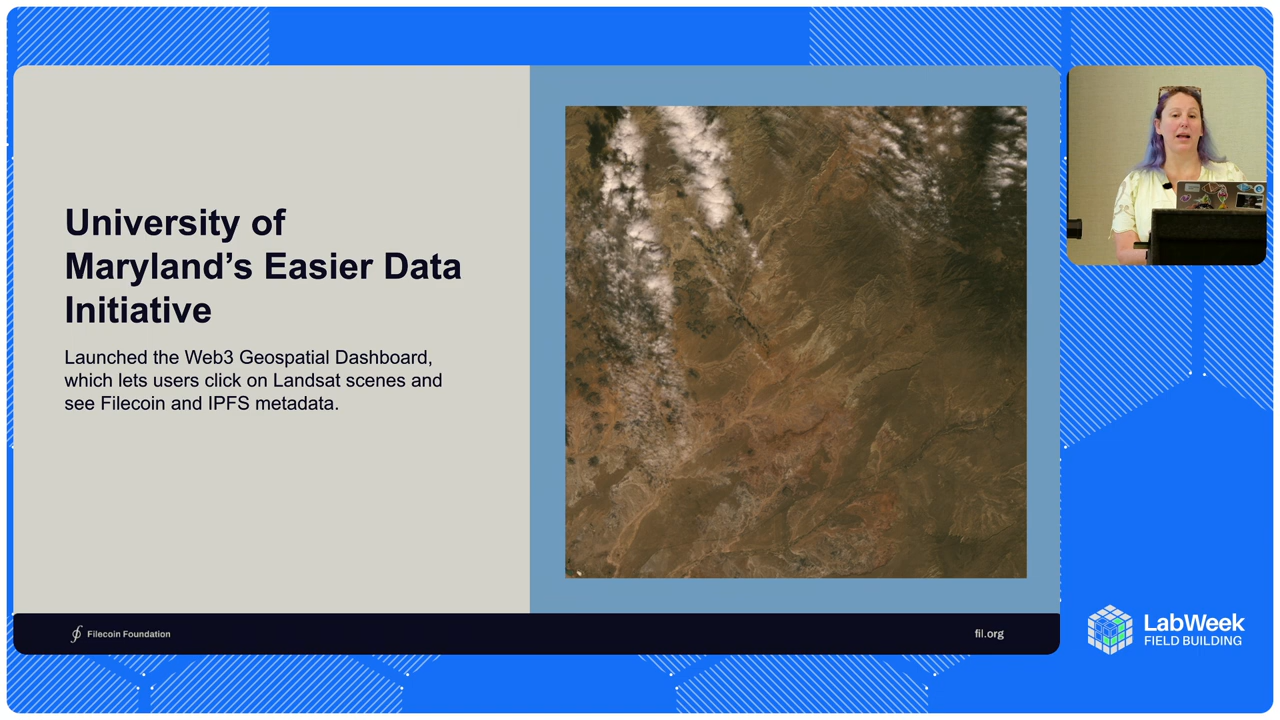 University of
Maryland’s Easier Data
Initiative
Launched the Web3 Geospatial Dashboard,
which lets users click on Landsat scenes and
see Filecoin and IPFS metadata.
Filecoin Foundation
fil.org
LabWeek
FIELD BUILDING